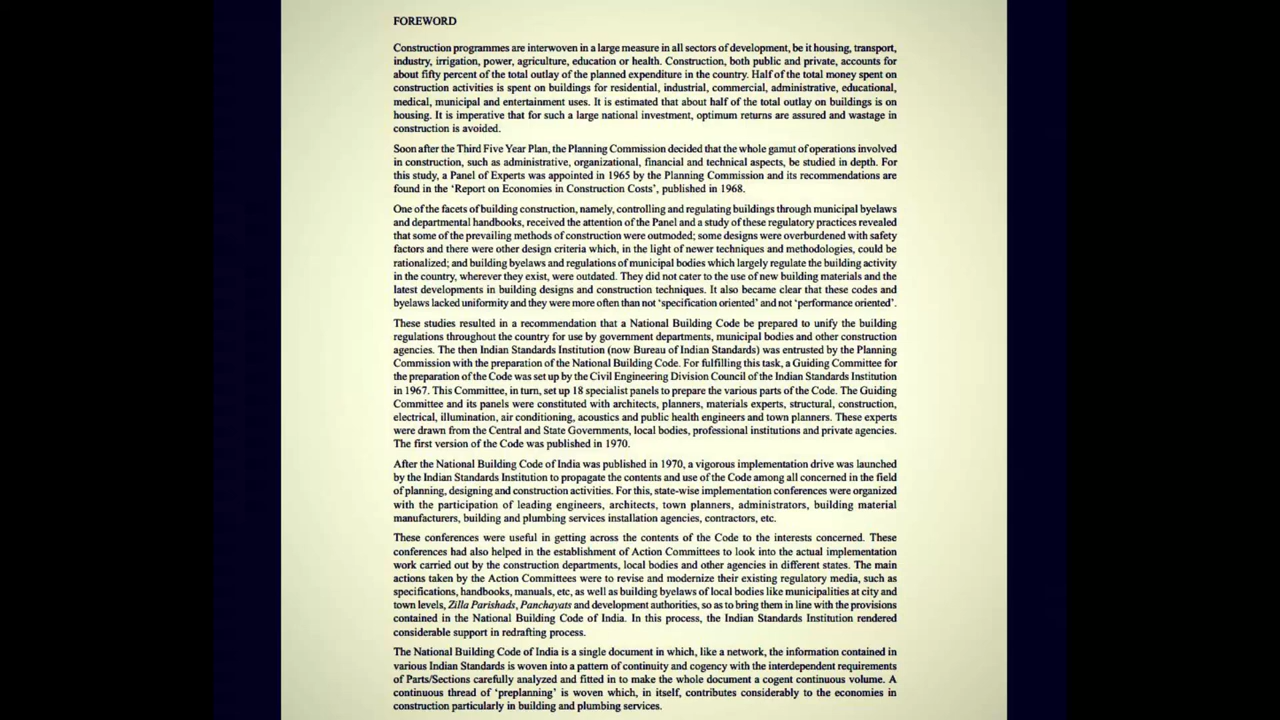 FOREWORD
Construction programmes are interwoven in a large measure in all sectors of development, be it housing, transport,
industry, irrigation, power, agriculture, education or health. Construction, both public and private, accounts for
about fifty percent of the total outlay of the planned expenditure in the country. Half of the total money spent on
construction activities is spent on buildings for residential, industrial, commercial, administrative, educational,
medical, municipal and entertainment uses. It is estimated that about half of the total outlay on buildings is on
housing. It is imperative that for such a large national investment, optimum returns are assured and wastage in
construction is avoided.
Soon after the Third Five Year Plan, the Planning Commission decided that the whole gamut of operations involved
in construction, such as administrative, organizational, financial and technical aspects, be studied in depth. For
this study, a Panel of Experts was appointed in 1965 by the Planning Commission and its recommendations are
found in the ‘Report on Economies in Construction Costs’, published in 1968.
One of the facets of building construction, namely, controlling and regulating buildings through municipal byelaws
and departmental handbooks, received the attention of the Panel and a study of these regulatory practices revealed
that some of the prevailing methods of construction were outmoded; some designs were overburdened with safety
factors and there were other design criteria which, in the light of newer techniques and methodologies, could be
rationalized; and building byelaws and regulations of municipal bodies which largely regulate the building activity
in the country, wherever they exist, were outdated. They did not cater to the use of new building materials and the
latest developments in building designs and construction techniques. It also became clear that these codes and
byelaws lacked uniformity and they were more often than not ‘specification oriented’ and not ‘performance oriented’.
These studies resulted in a recommendation that a National Building Code be prepared to unify the building
regulations throughout the country for use by government departments, municipal bodies and other construction
agencies. The then Indian Standards Institution (now Bureau of Indian Standards) was entrusted by the Planning
Commission with the preparation of the National Building Code. For fulfilling this task, a Guiding Committee for
the preparation of the Code was set up by the Civil Engineering Division Council of the Indian Standards Institution
in 1967. This Committee, in turn, set up 18 specialist panels to prepare the various parts of the Code. The Guiding
Committee and its panels were constituted with architects, planners, materials experts, structural, construction,
electrical, illumination, air conditioning, acoustics and public health engineers and town planners. These experts
were drawn from the Central and State Governments, local bodies, professional institutions and private agencies.
The first version of the Code was published in 1970.
After the National Building Code of India was published in 1970, a vigorous implementation drive was launched
by the Indian Standards Institution to propagate the contents and use of the Code among all concerned in the field
of planning, designing and construction activities. For this, state-wise implementation conferences were organized
with the participation of leading engineers, architects, town planners, administrators, building material
manufacturers, building and plumbing services installation agencies, contractors, etc.
These conferences were useful in getting across the contents of the Code to the interests concerned. These
conferences had also helped in the establishment of Action Committees to look into the actual implementation
work carried out by the construction departments, local bodies and other agencies in different states. The main
actions taken by the Action Committees were to revise and modernize their existing regulatory media, such as
specifications, handbooks, manuals, etc, as well as building byelaws of local bodies like municipalities at city and
town levels, Zilla Parishads, Panchayats and development authorities, so as to bring them in line with the provisions
contained in the National Building Code of India. In this process, the Indian Standards Institution rendered
considerable support in redrafting process.
The National Building Code of India is a single document in which, like a network, the information contained in
various Indian Standards is woven into a pattern of continuity and cogency with the interdependent requirements
of Parts/Sections carefully analyzed and fitted in to make the whole document a cogent continuous volume. A
continuous thread of ‘preplanning’ is woven which, in itself, contributes considerably to the economies in
construction particularly in building and plumbing services.